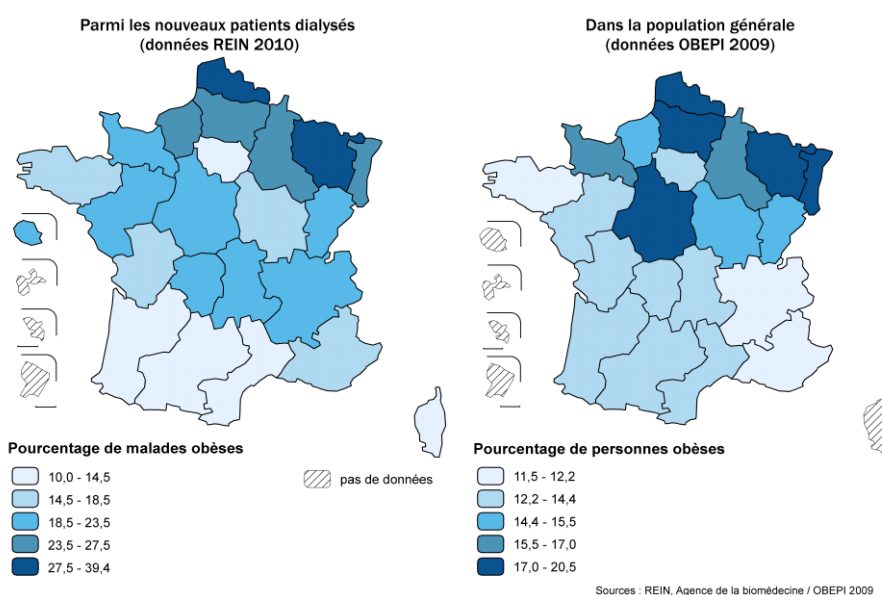 Parmi les nouveaux patients dialysés
(données REIN 2010)
Dans la population générale
(données OBEPI 2009)
Pourcentage de malades obèses
10,0 - 14,5
14,5 - 18,5
18,5 - 23,5
23,5 - 27,5
27,5 - 39,4
pas de données
Pourcentage de personnes obèses
11,5 - 12,2
12,2 - 14,4
14,4 - 15,5
15,5 - 17,0
17,0 - 20,5
Sources : REIN, Agence de la biomédecine / OBEPI 2009